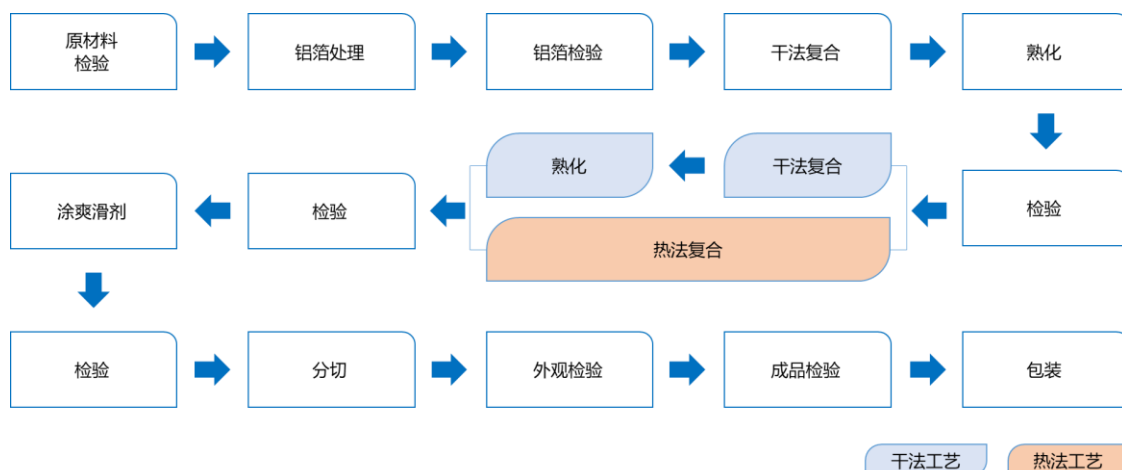 原材料
检验
铝箔处理
铝箔检验
干法复合
熟化
熟化
干法复合
涂爽滑剂
检验
检验
热法复合
检验
分切
外观检验
成品检验
包装
干法工艺
热法工艺